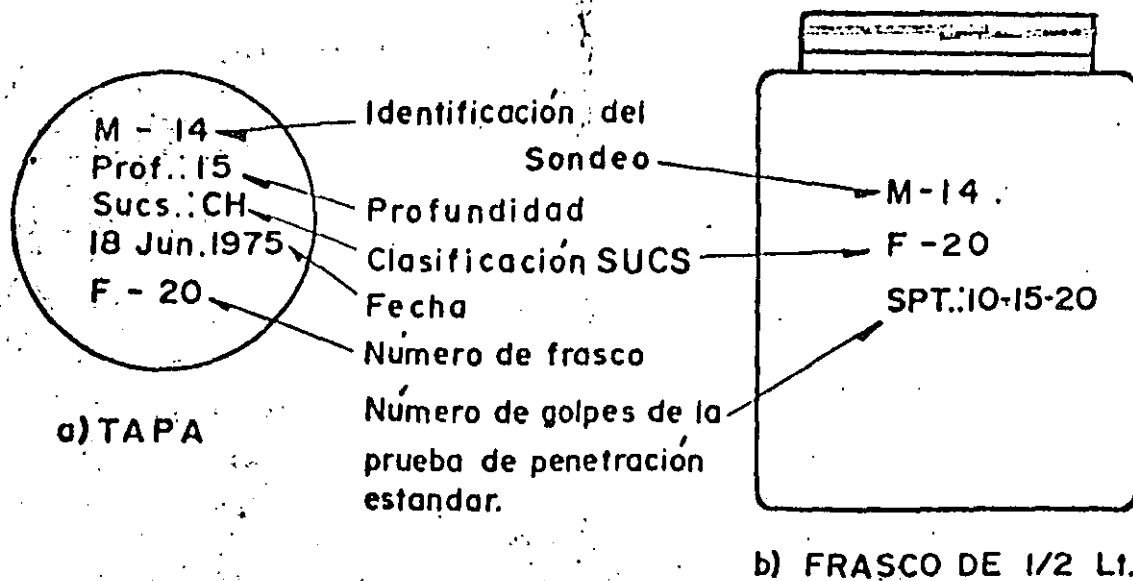 M - 14
Prof.: 15
Sucs.: CH
18 Jun. 1975
F - 20
a) TAPA
Identificación del
Sondeo
Profundidad
Clasificación SUCS
Fecha
Número de frasco
Número de golpes de la
prueba de penetración
estandar.
M-14
F-20
SPT.:10-15-20
b) FRASCO DE 1/2 Lt.